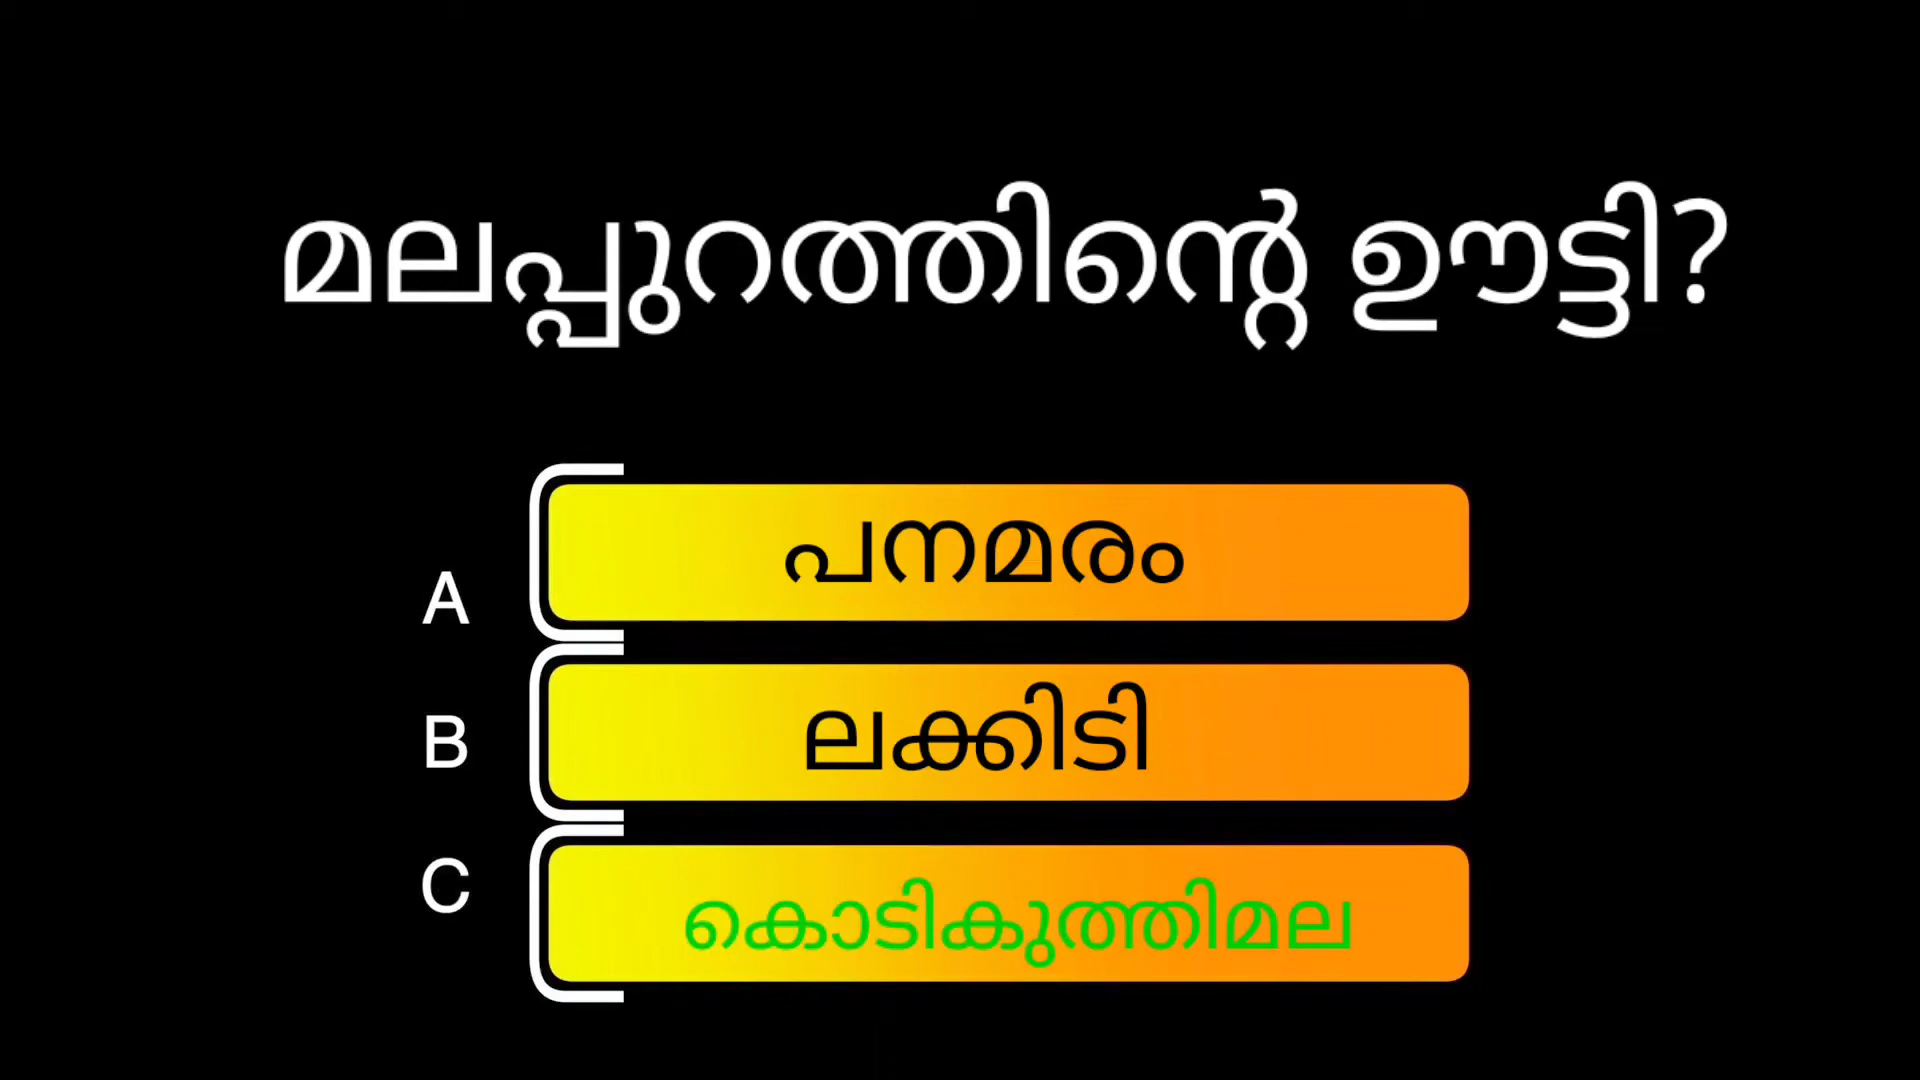 മലപ്പുറത്തിന്റെ ഊട്ടി?
A പനമരം
B ലക്കിടി
C കൊടികുത്തിമല